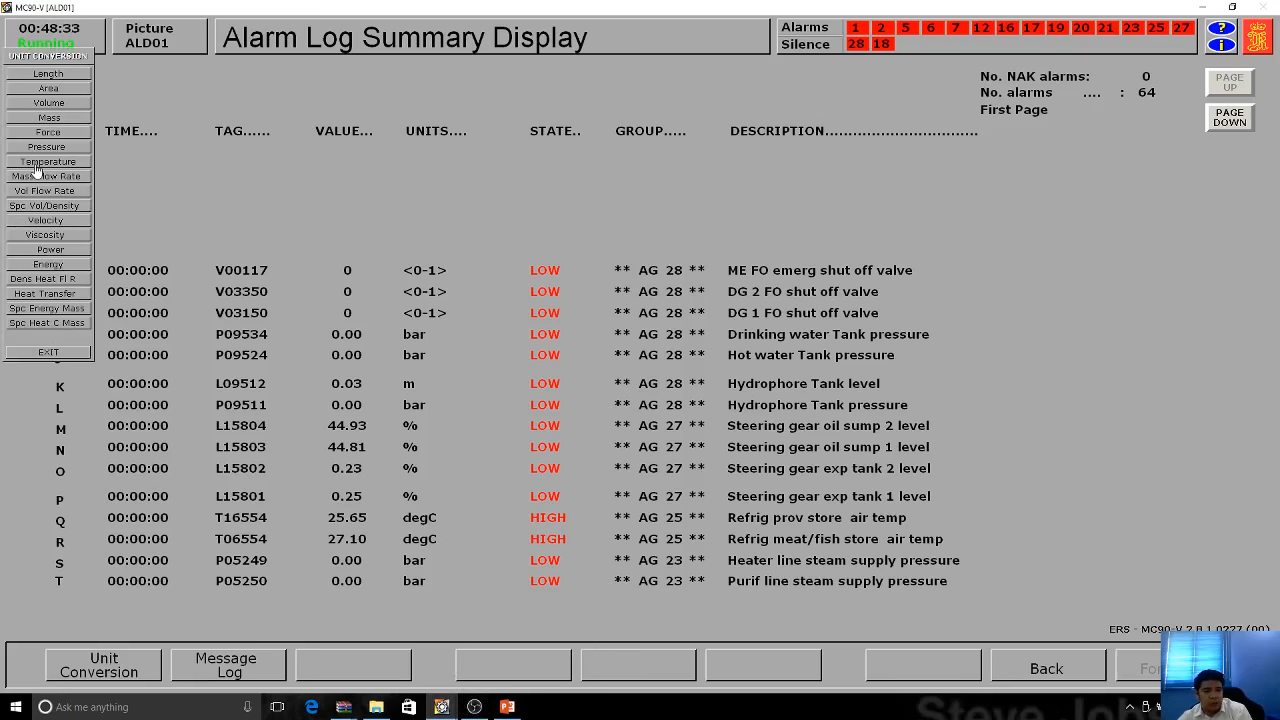 MC90-V [ALD01]
00:48:33
Running
Picture
ALD01
Alarm Log Summary Display
Alarms 1 2 5 6 7 12 16 17 19 20 21 23 25 27
Silence 28 18
? i
UNIT CONVERSION
Length
Area
Volume
Mass
Force
Pressure
Temperature
Mass Flow Rate
Vol Flow Rate
Spc Vol/Density
Velocity
Viscosity
Power
Energy
Dens Heat Fl R
Heat Transfer
Spc Energy Mass
Spc Heat C Mass
EXIT
No. NAK alarms: 0
No. alarms .... : 64
First Page
PAGE UP
PAGE DOWN
TIME.... TAG...... VALUE... UNITS.... STATE.. GROUP..... DESCRIPTION...............................
00:00:00 V00117 0 <0-1> LOW ** AG 28 ** ME FO emerg shut off valve
00:00:00 V03350 0 <0-1> LOW ** AG 28 ** DG 2 FO shut off valve
00:00:00 V03150 0 <0-1> LOW ** AG 28 ** DG 1 FO shut off valve
00:00:00 P09534 0.00 bar LOW ** AG 28 ** Drinking water Tank pressure
00:00:00 P09524 0.00 bar LOW ** AG 28 ** Hot water Tank pressure
K 00:00:00 L09512 0.03 m LOW ** AG 28 ** Hydrophore Tank level
L 00:00:00 P09511 0.00 bar LOW ** AG 28 ** Hydrophore Tank pressure
M 00:00:00 L15804 44.93 % LOW ** AG 27 ** Steering gear oil sump 2 level
N 00:00:00 L15803 44.81 % LOW ** AG 27 ** Steering gear oil sump 1 level
O 00:00:00 L15802 0.23 % LOW ** AG 27 ** Steering gear exp tank 2 level
P 00:00:00 L15801 0.25 % LOW ** AG 27 ** Steering gear exp tank 1 level
Q 00:00:00 T16554 25.65 degC HIGH ** AG 25 ** Refrig prov store air temp
R 00:00:00 T06554 27.10 degC HIGH ** AG 25 ** Refrig meat/fish store air temp
S 00:00:00 P05249 0.00 bar LOW ** AG 23 ** Heater line steam supply pressure
T 00:00:00 P05250 0.00 bar LOW ** AG 23 ** Purif line steam supply pressure
ERS - MC90-V 2.8.1.0227 (00)
Unit Conversion
Message Log
Back
Ask me anything